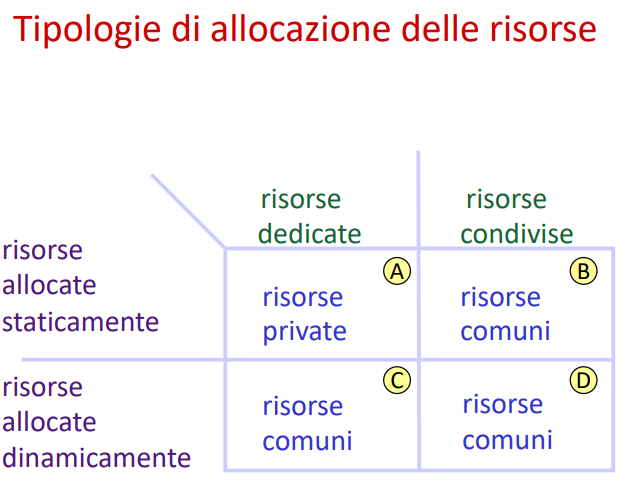 Tipologie di allocazione delle risorse
risorse
dedicate
risorse
condivise
risorse
allocate
staticamente
A
risorse
private
B
risorse
comuni
risorse
allocate
dinamicamente
C
risorse
comuni
D
risorse
comuni